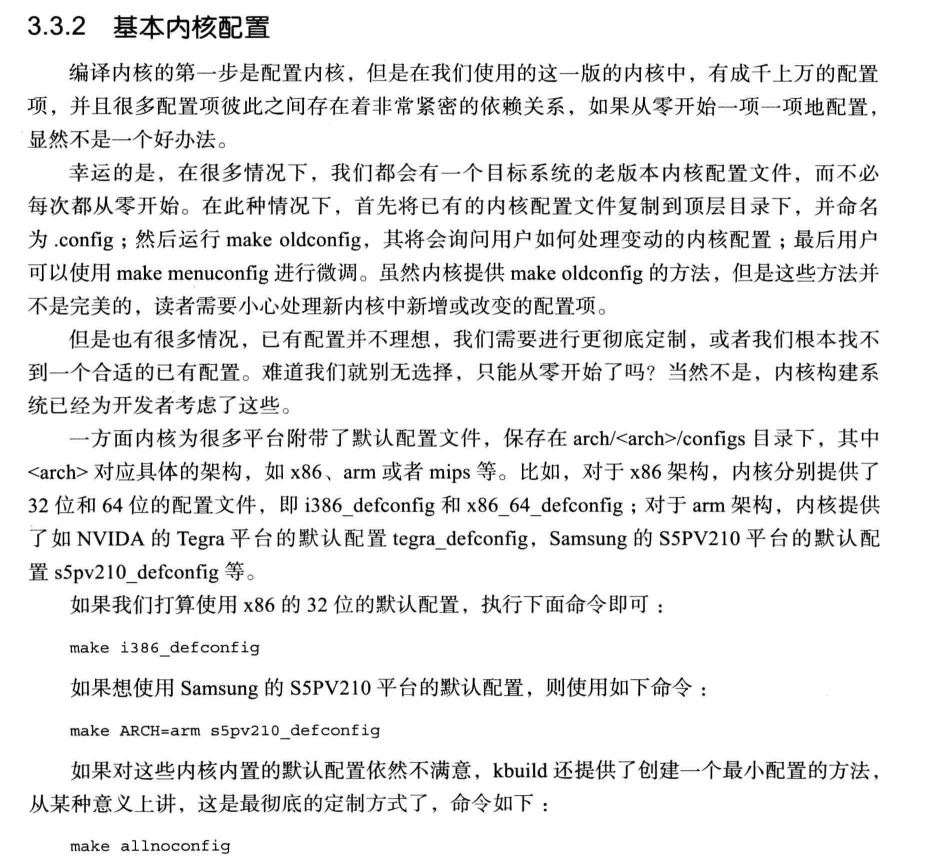 3.3.2 基本内核配置
编译内核的第一步是配置内核，但是在我们使用的这一版的内核中，有成千上万的配置
项，并且很多配置项彼此之间存在着非常紧密的依赖关系，如果从零开始一项一项地配置，
显然不是一个好办法。
幸运的是，在很多情况下，我们都会有一个目标系统的老版本内核配置文件，而不必
每次都从零开始。在此种情况下，首先将已有的内核配置文件复制到顶层目录下，并命名
为 .config；然后运行 make oldconfig，其将会询问用户如何处理变动的内核配置；最后用户
可以使用 make menuconfig 进行微调。虽然内核提供 make oldconfig 的方法，但是这些方法并
不是完美的，读者需要小心处理新内核中新增或改变的配置项。
但是也有很多情况，已有配置并不理想，我们需要进行更彻底定制，或者我们根本找不
到一个合适的已有配置。难道我们就别无选择，只能从零开始了吗？当然不是，内核构建系
统已经为开发者考虑了这些。
一方面内核为很多平台附带了默认配置文件，保存在 arch/<arch>/configs 目录下，其中
<arch> 对应具体的架构，如 x86、arm 或者 mips 等。比如，对于 x86 架构，内核分别提供了
32 位和 64 位的配置文件，即 i386_defconfig 和 x86_64_defconfig；对于 arm 架构，内核提供
了如 NVIDA 的 Tegra 平台的默认配置 tegra_defconfig，Samsung 的 S5PV210 平台的默认配
置 s5pv210_defconfig 等。
如果我们打算使用 x86 的 32 位的默认配置，执行下面命令即可：
make i386_defconfig
如果想使用 Samsung 的 S5PV210 平台的默认配置，则使用如下命令：
make ARCH=arm s5pv210_defconfig
如果对这些内核内置的默认配置依然不满意，kbuild 还提供了创建一个最小配置的方法，
从某种意义上讲，这是最彻底的定制方式了，命令如下：
make allnoconfig